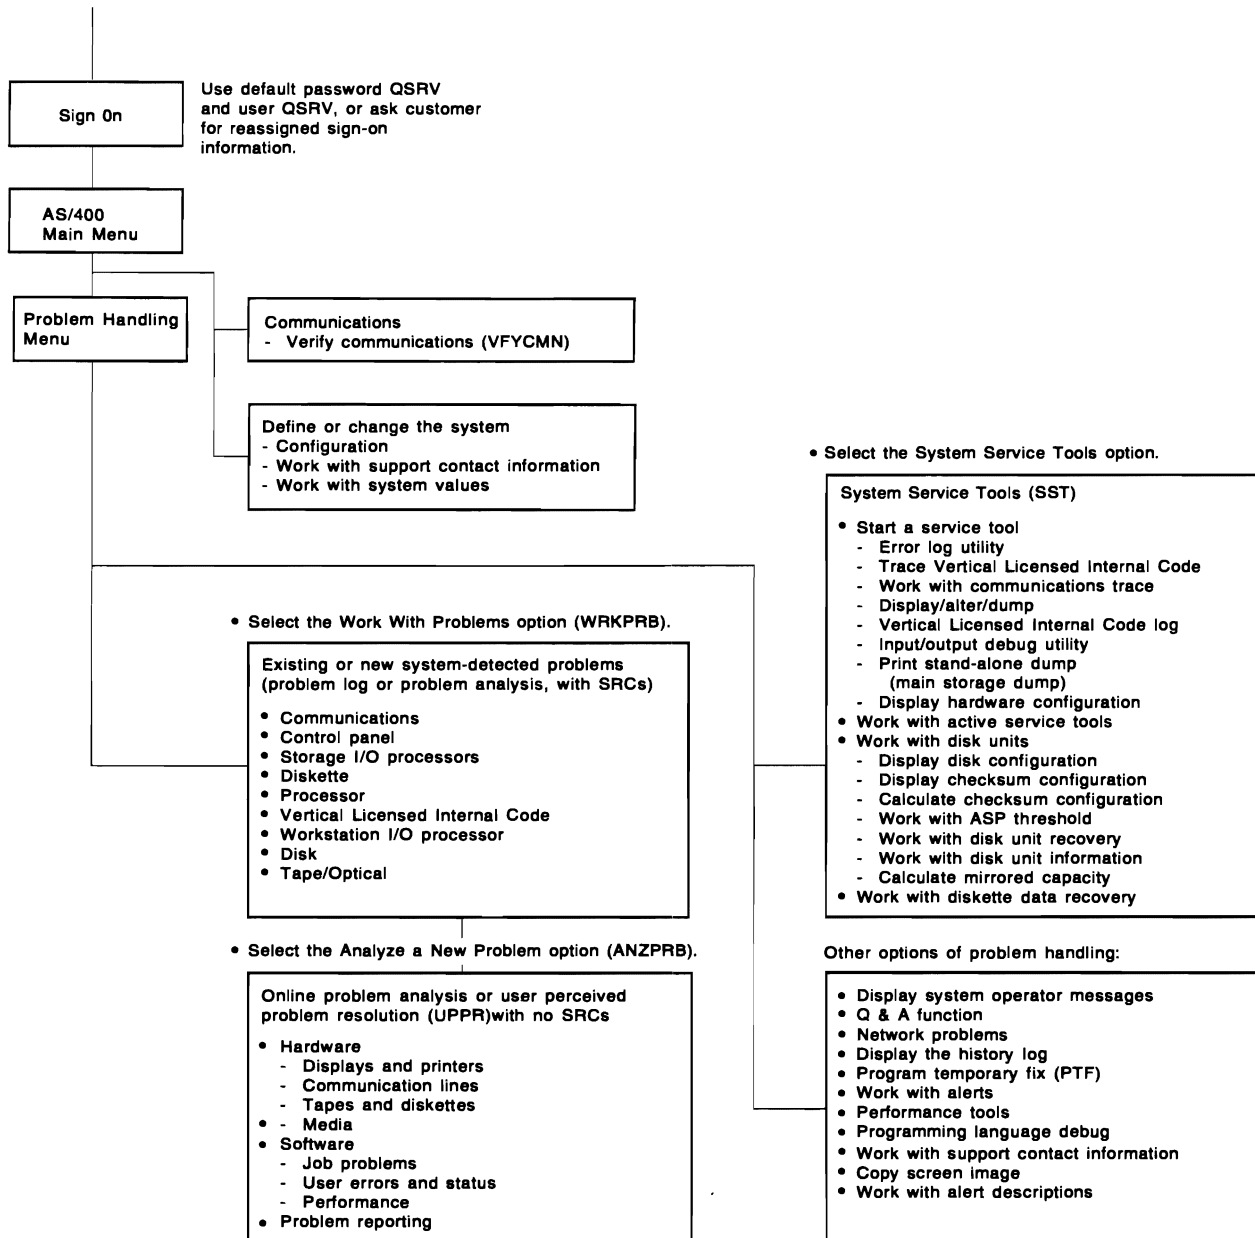 Sign On
Use default password QSRV
and user QSRV, or ask customer
for reassigned sign-on
information.
AS/400
Main Menu
Problem Handling
Menu
Communications
- Verify communications (VFYCMN)
Define or change the system
- Configuration
- Work with support contact information
- Work with system values
• Select the Work With Problems option (WRKPRB).
Existing or new system-detected problems
(problem log or problem analysis, with SRCs)
• Communications
• Control panel
• Storage I/O processors
• Diskette
• Processor
• Vertical Licensed Internal Code
• Workstation I/O processor
• Disk
• Tape/Optical
• Select the Analyze a New Problem option (ANZPRB).
Online problem analysis or user perceived
problem resolution (UPPR)with no SRCs
• Hardware
- Displays and printers
- Communication lines
- Tapes and diskettes
• - Media
• Software
- Job problems
- User errors and status
- Performance
• Problem reporting
• Select the System Service Tools option.
System Service Tools (SST)
• Start a service tool
- Error log utility
- Trace Vertical Licensed Internal Code
- Work with communications trace
- Display/alter/dump
- Vertical Licensed Internal Code log
- Input/output debug utility
- Print stand-alone dump
(main storage dump)
- Display hardware configuration
• Work with active service tools
• Work with disk units
- Display disk configuration
- Display checksum configuration
- Calculate checksum configuration
- Work with ASP threshold
- Work with disk unit recovery
- Work with disk unit information
- Calculate mirrored capacity
• Work with diskette data recovery
Other options of problem handling:
• Display system operator messages
• Q & A function
• Network problems
• Display the history log
• Program temporary fix (PTF)
• Work with alerts
• Performance tools
• Programming language debug
• Work with support contact information
• Copy screen image
• Work with alert descriptions